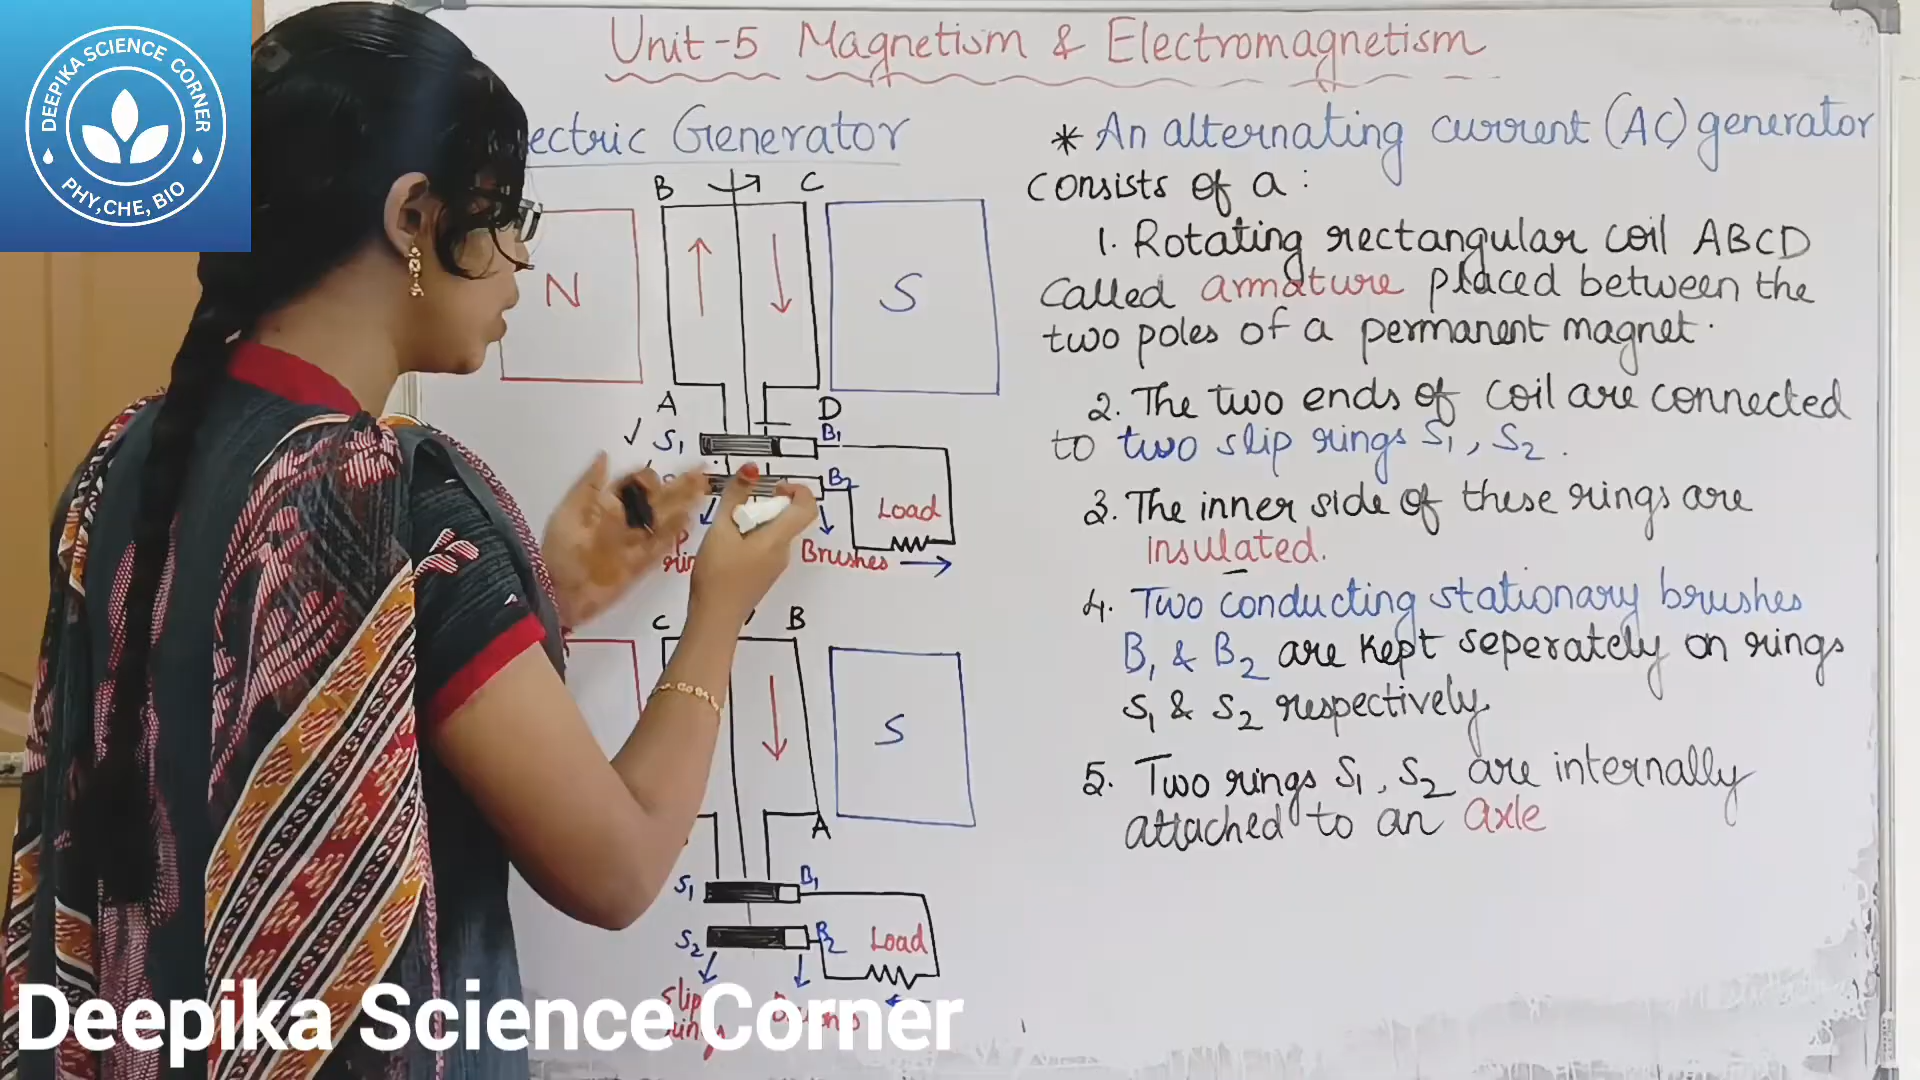 DEEPIKA SCIENCE CORNER
PHY,CHE, BIO
Unit-5 Magnetism & Electromagnetism
ectric Generator
B C
N
S
A D
S1 B1
B2
Load
Brushes
C B
S
A
S1 B1
S2 B2
Load
Slip
* An alternating current (AC) generator
consists of a :
1. Rotating rectangular coil ABCD
called armature placed between the
two poles of a permanent magnet.
2. The two ends of coil are connected
to two slip rings S1, S2.
3. The inner side of these rings are
insulated.
4. Two conducting stationary brushes
B1 & B2 are kept seperately on rings
S1 & S2 respectively.
5. Two rings S1, S2 are internally
attached to an axle
Deepika Science Corner